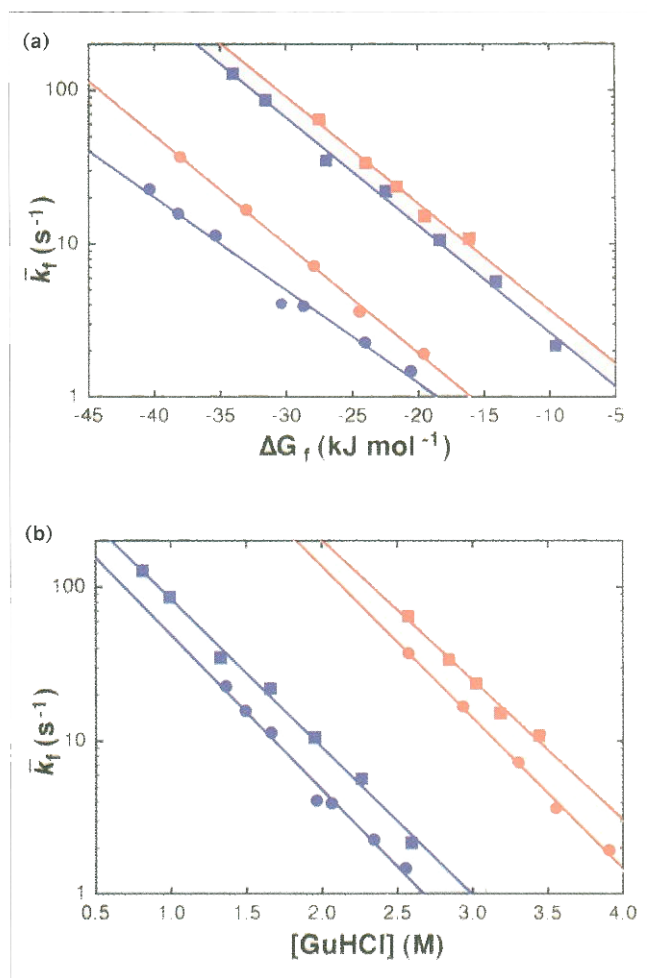 (a)
100
10
1
k̄f (s⁻¹)
-45 -40 -35 -30 -25 -20 -15 -10 -5
ΔG f (kJ mol ⁻¹)
(b)
100
10
1
k̄f (s⁻¹)
0.5 1.0 1.5 2.0 2.5 3.0 3.5 4.0
[GuHCl] (M)